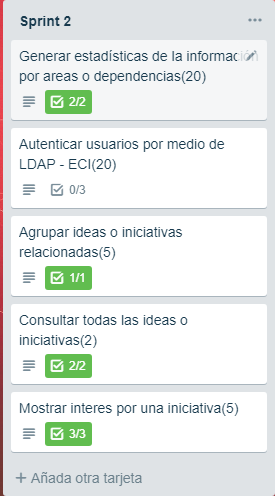 Sprint 2
Generar estadísticas de la información
por areas o dependencias(20)
2/2
Autenticar usuarios por medio de
LDAP - ECI(20)
0/3
Agrupar ideas o iniciativas
relacionadas(5)
1/1
Consultar todas las ideas o
iniciativas(2)
2/2
Mostrar interes por una iniciativa(5)
3/3
+ Añada otra tarjeta